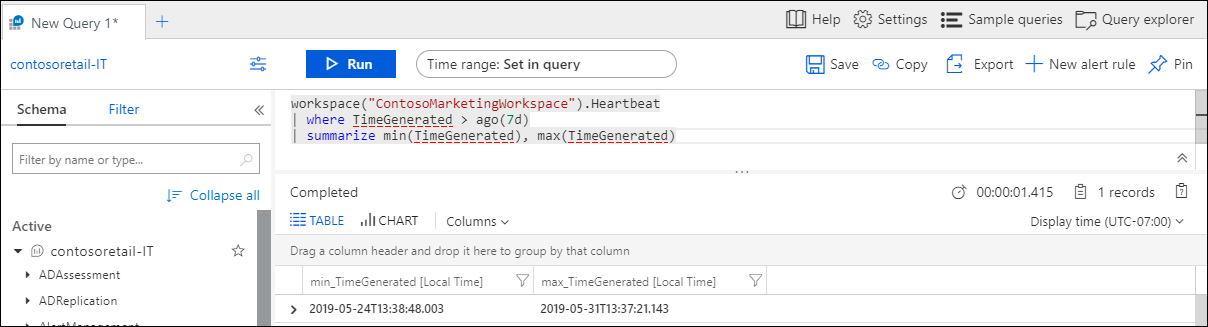 New Query 1*
Help
Settings
Sample queries
Query explorer
contosoretail-IT
Run
Time range: Set in query
Save
Copy
Export
New alert rule
Pin
Schema
Filter
workspace("ContosoMarketingWorkspace").Heartbeat
| where TimeGenerated > ago(7d)
| summarize min(TimeGenerated), max(TimeGenerated)
Filter by name or type...
Collapse all
Active
contosoretail-IT
ADAssessment
ADReplication
AlertManagement
Completed
00:00:01.415
1 records
TABLE
CHART
Columns
Display time (UTC-07:00)
Drag a column header and drop it here to group by that column
min_TimeGenerated [Local Time]
max_TimeGenerated [Local Time]
2019-05-24T13:38:48.003
2019-05-31T13:37:21.143